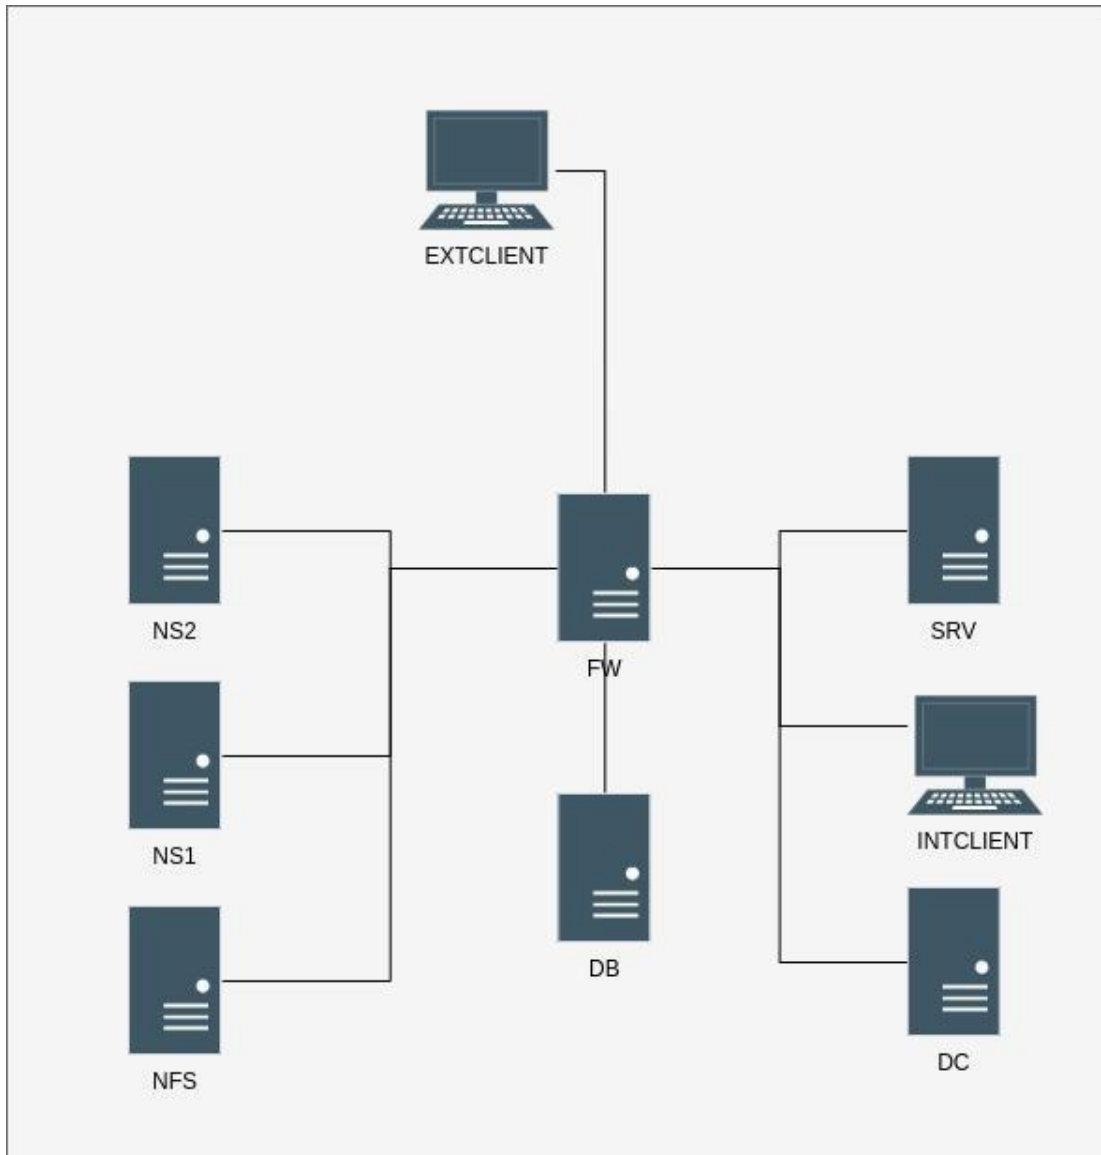 EXTCLIENT
NS2
FW
SRV
NS1
INTCLIENT
DB
DC
NFS